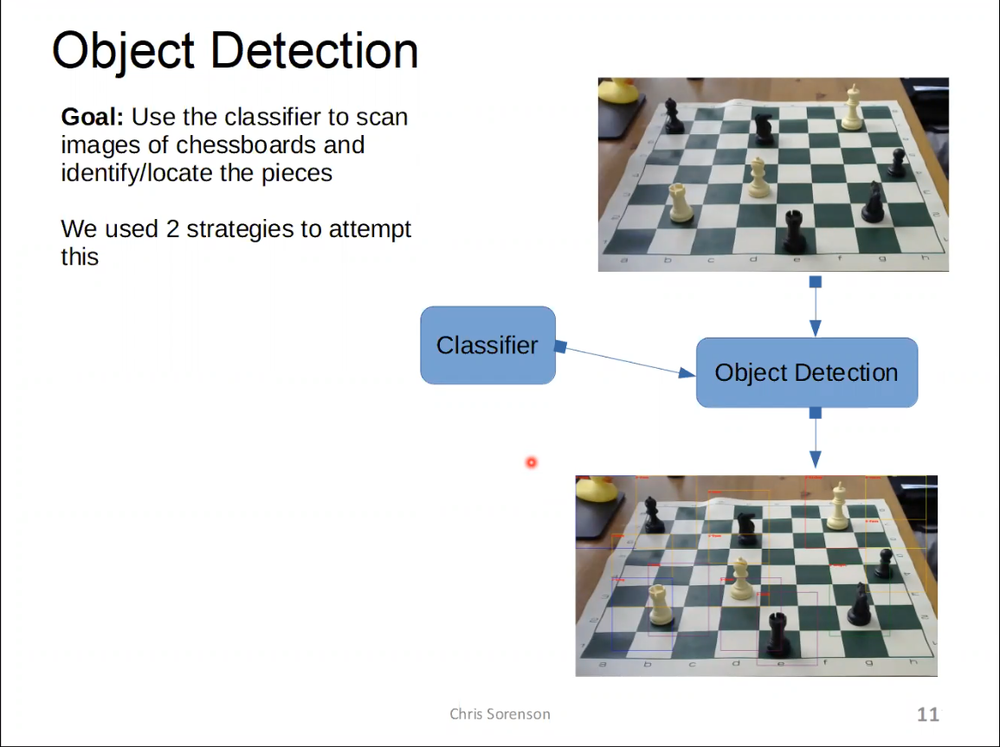 Object Detection
Goal: Use the classifier to scan
images of chessboards and
identify/locate the pieces
We used 2 strategies to attempt
this
a b c d e f g h
Classifier
Object Detection
a b c d e f g h
Chris Sorenson
11